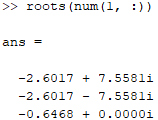 >> roots(num(1, :))
ans =
-2.6017 + 7.5581i
-2.6017 - 7.5581i
-0.6468 + 0.0000i